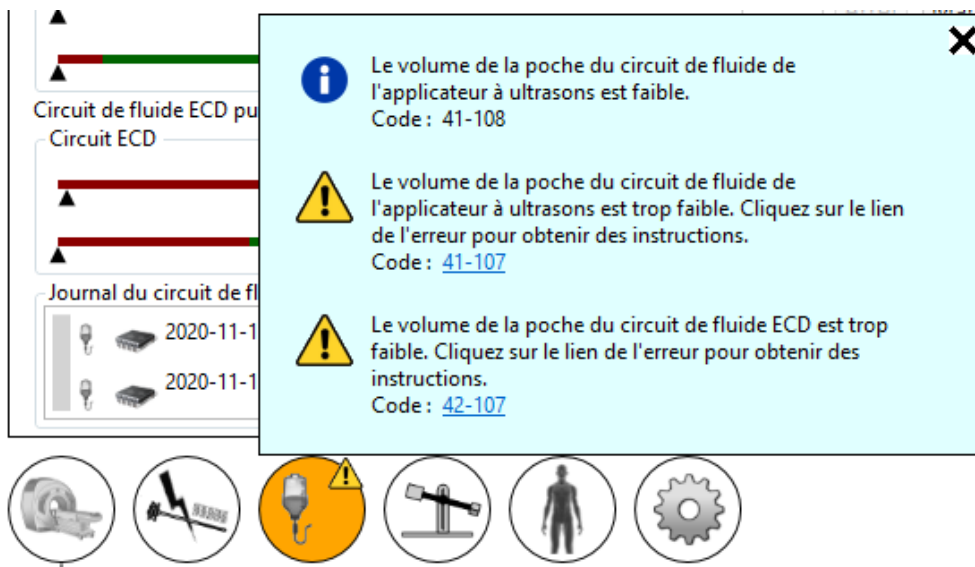 Le volume de la poche du circuit de fluide de
l'applicateur à ultrasons est faible.
Code : 41-108
Le volume de la poche du circuit de fluide de
l'applicateur à ultrasons est trop faible. Cliquez sur le lien
de l'erreur pour obtenir des instructions.
Code : 41-107
Le volume de la poche du circuit de fluide ECD est trop
faible. Cliquez sur le lien de l'erreur pour obtenir des
instructions.
Code : 42-107
Circuit de fluide ECD pu
Circuit ECD
Journal du circuit de fl
2020-11-1
2020-11-1